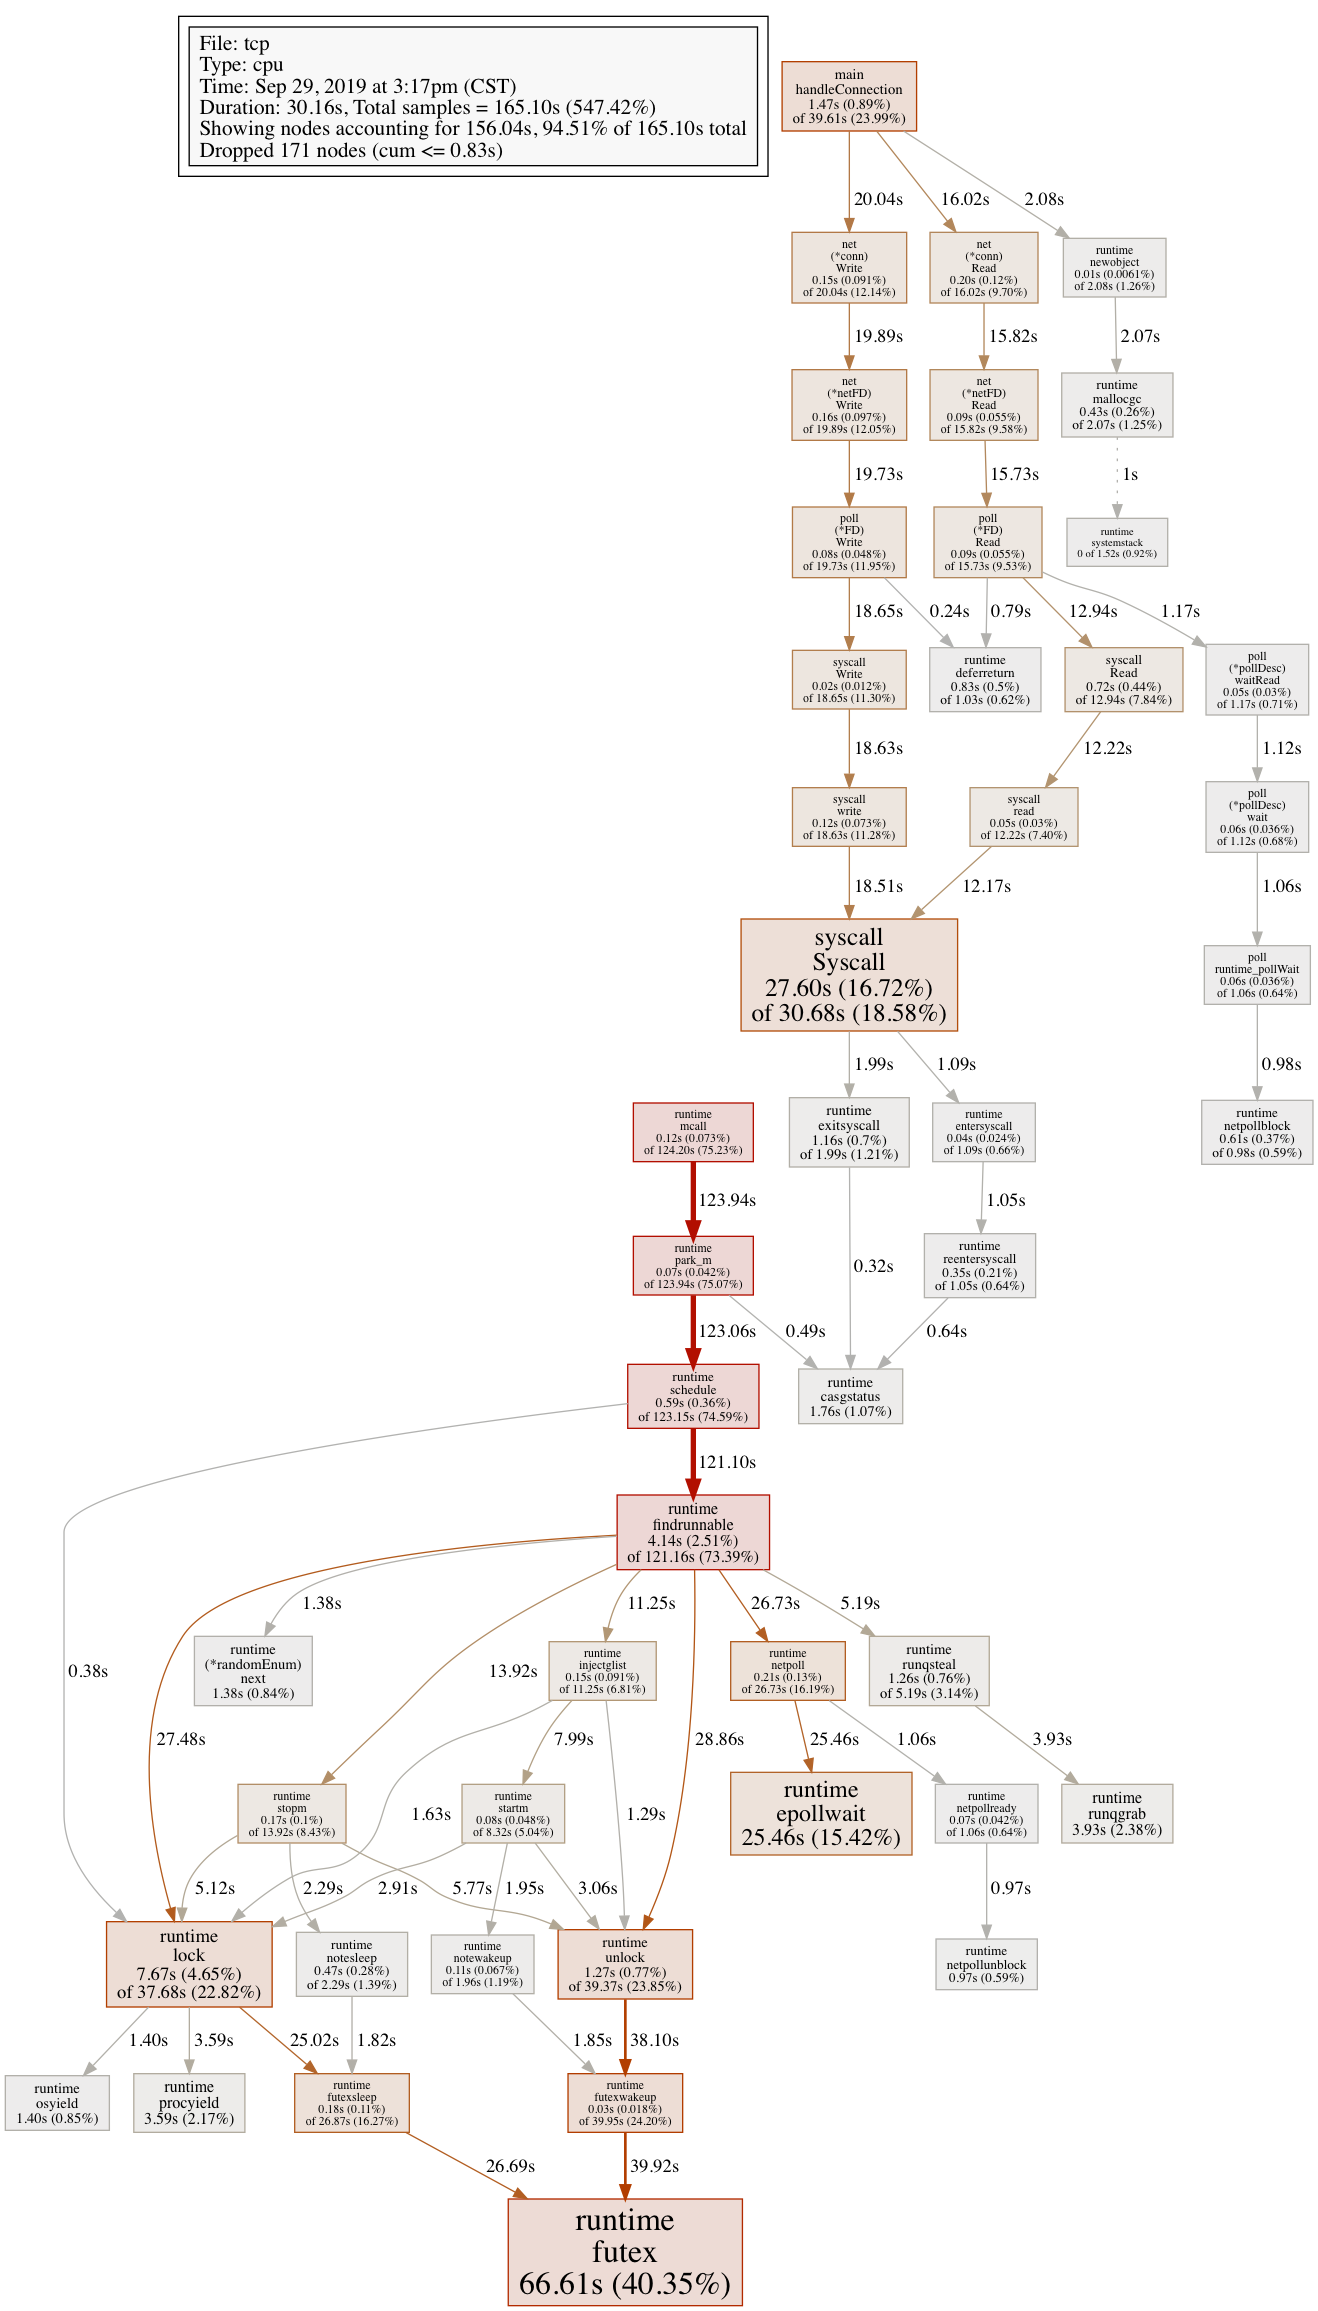 File: tcp
Type: cpu
Time: Sep 29, 2019 at 3:17pm (CST)
Duration: 30.16s, Total samples = 165.10s (547.42%)
Showing nodes accounting for 156.04s, 94.51% of 165.10s total
Dropped 171 nodes (cum <= 0.83s)
main
handleConnection
1.47s (0.89%)
of 39.61s (23.99%)
20.04s
16.02s
2.08s
net
(*conn)
Write
0.15s (0.091%)
of 20.04s (12.14%)
net
(*conn)
Read
0.20s (0.12%)
of 16.02s (9.70%)
runtime
newobject
0.01s (0.0061%)
of 2.08s (1.26%)
19.89s
15.82s
2.07s
net
(*netFD)
Write
0.16s (0.097%)
of 19.89s (12.05%)
net
(*netFD)
Read
0.09s (0.055%)
of 15.82s (9.58%)
runtime
mallocgc
0.43s (0.26%)
of 2.07s (1.25%)
19.73s
15.73s
1s
poll
(*FD)
Write
0.08s (0.048%)
of 19.73s (11.95%)
poll
(*FD)
Read
0.09s (0.055%)
of 15.73s (9.53%)
runtime
systemstack
0 of 1.52s (0.92%)
18.65s
0.24s
0.79s
12.94s
1.17s
syscall
Write
0.02s (0.012%)
of 18.65s (11.30%)
runtime
deferreturn
0.83s (0.5%)
of 1.03s (0.62%)
syscall
Read
0.72s (0.44%)
of 12.94s (7.84%)
poll
(*pollDesc)
waitRead
0.05s (0.03%)
of 1.17s (0.71%)
18.63s
12.22s
1.12s
syscall
write
0.12s (0.073%)
of 18.63s (11.28%)
syscall
read
0.05s (0.03%)
of 12.22s (7.40%)
poll
(*pollDesc)
wait
0.06s (0.036%)
of 1.12s (0.68%)
18.51s
12.17s
1.06s
syscall
Syscall
27.60s (16.72%)
of 30.68s (18.58%)
poll
runtime_pollWait
0.06s (0.036%)
of 1.06s (0.64%)
1.99s
1.09s
0.98s
runtime
mcall
0.12s (0.073%)
of 124.20s (75.23%)
runtime
exitsyscall
1.16s (0.7%)
of 1.99s (1.21%)
runtime
entersyscall
0.04s (0.024%)
of 1.09s (0.66%)
runtime
netpollblock
0.61s (0.37%)
of 0.98s (0.59%)
123.94s
1.05s
runtime
park_m
0.07s (0.042%)
of 123.94s (75.07%)
0.32s
runtime
reentersyscall
0.35s (0.21%)
of 1.05s (0.64%)
123.06s
0.49s
0.64s
runtime
schedule
0.59s (0.36%)
of 123.15s (74.59%)
runtime
casgstatus
1.76s (1.07%)
121.10s
runtime
findrunnable
4.14s (2.51%)
of 121.16s (73.39%)
1.38s
11.25s
26.73s
5.19s
0.38s
runtime
(*randomEnum)
next
1.38s (0.84%)
13.92s
runtime
injectglist
0.15s (0.091%)
of 11.25s (6.81%)
runtime
netpoll
0.21s (0.13%)
of 26.73s (16.19%)
runtime
runqsteal
1.26s (0.76%)
of 5.19s (3.14%)
27.48s
7.99s
28.86s
25.46s
1.06s
3.93s
runtime
stopm
0.17s (0.1%)
of 13.92s (8.43%)
1.63s
runtime
startm
0.08s (0.048%)
of 8.32s (5.04%)
1.29s
runtime
epollwait
25.46s (15.42%)
runtime
netpollready
0.07s (0.042%)
of 1.06s (0.64%)
runtime
runqgrab
3.93s (2.38%)
5.12s
2.29s
2.91s
5.77s
1.95s
3.06s
0.97s
runtime
lock
7.67s (4.65%)
of 37.68s (22.82%)
runtime
notesleep
0.47s (0.28%)
of 2.29s (1.39%)
runtime
notewakeup
0.11s (0.067%)
of 1.96s (1.19%)
runtime
unlock
1.27s (0.77%)
of 39.37s (23.85%)
runtime
netpollunblock
0.97s (0.59%)
1.40s
3.59s
25.02s
1.82s
1.85s
38.10s
runtime
osyield
1.40s (0.85%)
runtime
procyield
3.59s (2.17%)
runtime
futexsleep
0.18s (0.11%)
of 26.87s (16.27%)
runtime
futexwakeup
0.03s (0.018%)
of 39.95s (24.20%)
26.69s
39.92s
runtime
futex
66.61s (40.35%)